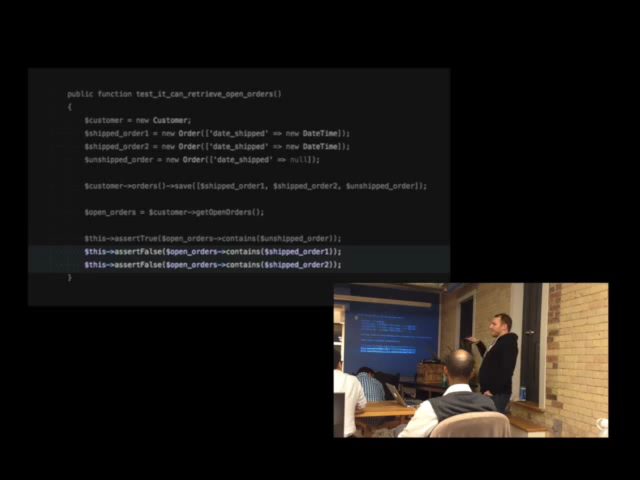 public function test_it_can_retrieve_open_orders()
{
$customer = new Customer;
$shipped_order1 = new Order(['date_shipped' => new DateTime]);
$shipped_order2 = new Order(['date_shipped' => new DateTime]);
$unshipped_order = new Order(['date_shipped' => null]);
$customer->orders()->save([$shipped_order1, $shipped_order2, $unshipped_order]);
$open_orders = $customer->getOpenOrders();
$this->assertTrue($open_orders->contains($unshipped_order));
$this->assertFalse($open_orders->contains($shipped_order1));
$this->assertFalse($open_orders->contains($shipped_order2));
}